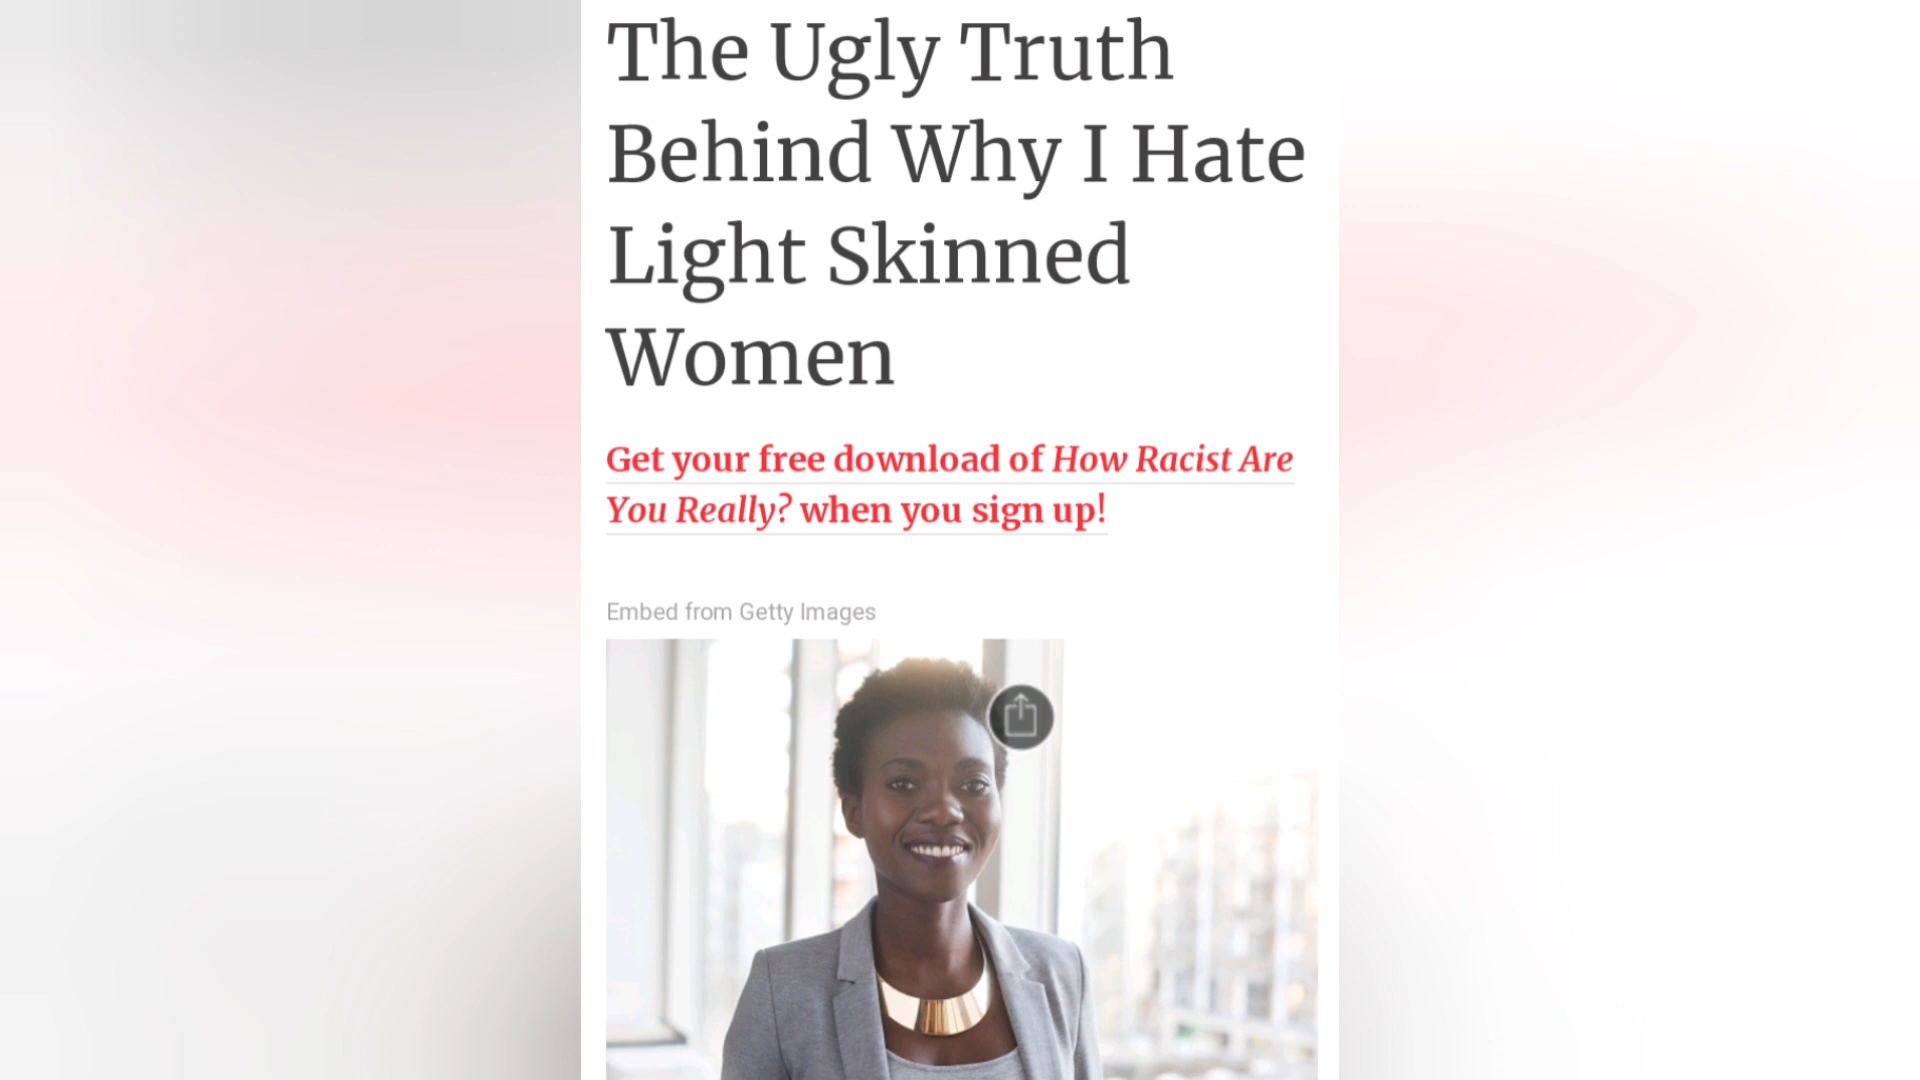 The Ugly Truth
Behind Why I Hate
Light Skinned
Women
Get your free download of How Racist Are
You Really? when you sign up!
Embed from Getty Images